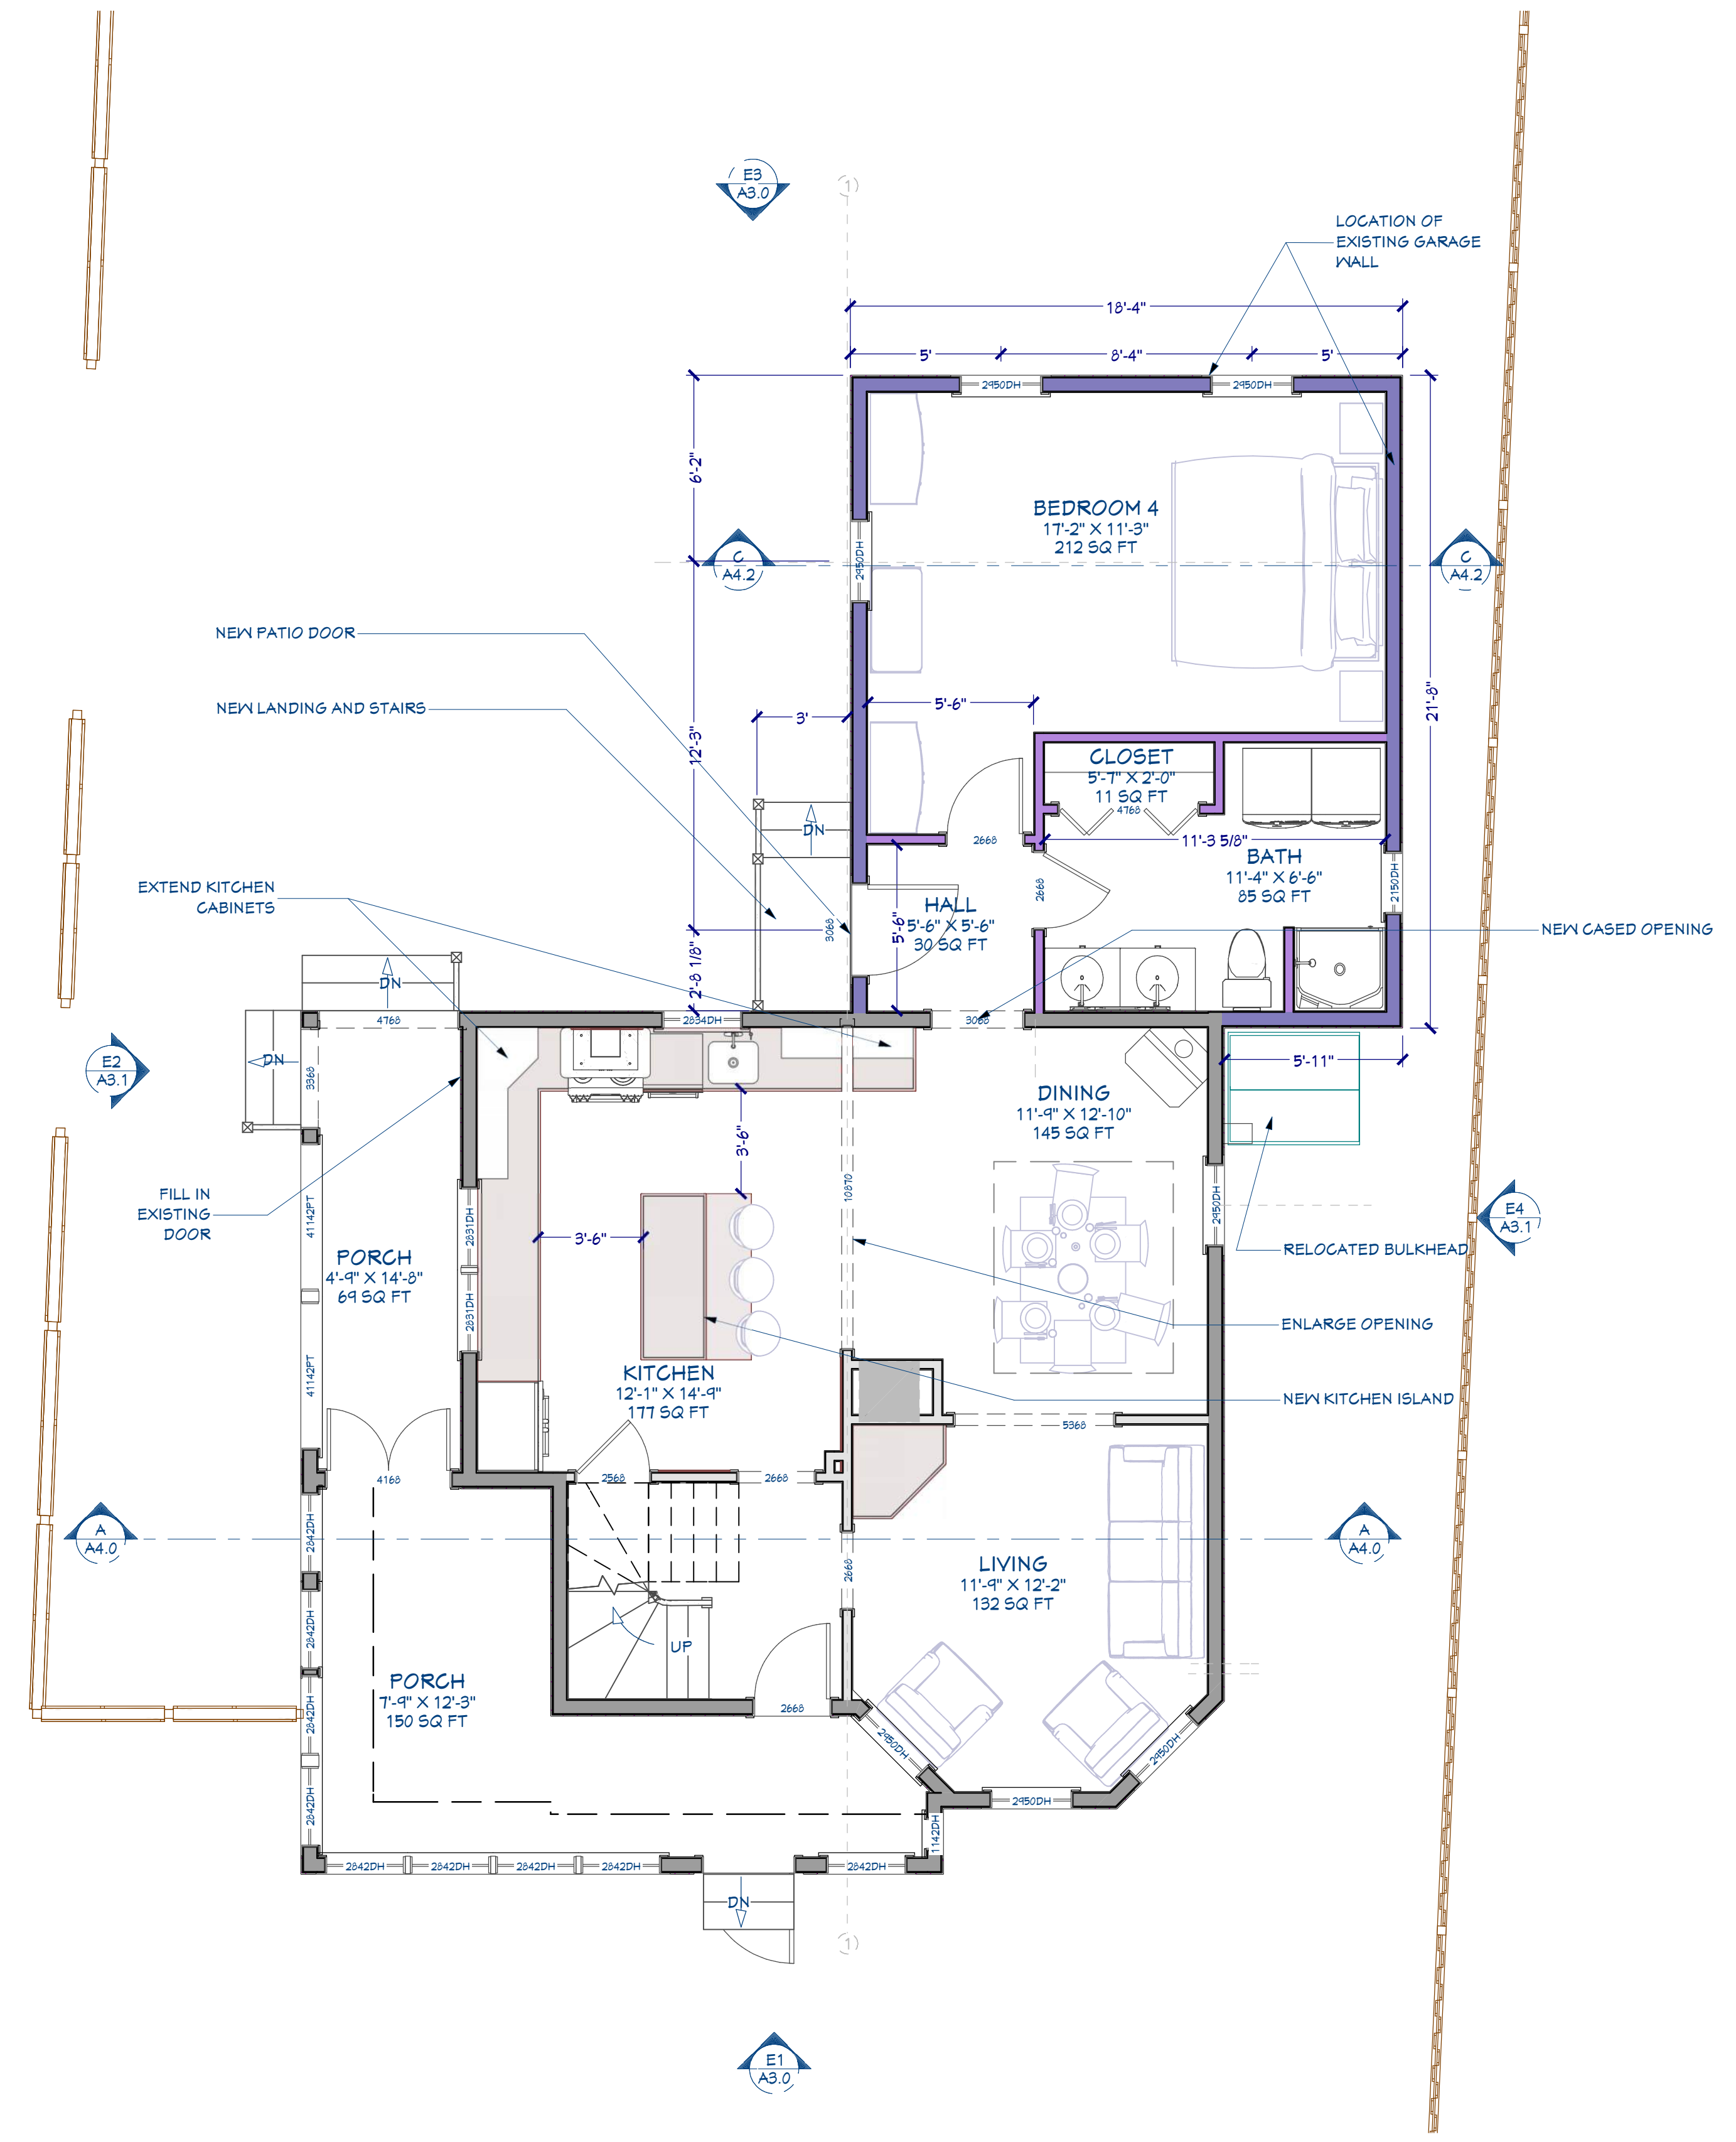 E3
A3.0
1
LOCATION OF
EXISTING GARAGE
WALL
18'-4"
5'
8'-4"
5'
2950DH
2950DH
6'-2"
BEDROOM 4
17'-2" X 11'-3"
212 SQ FT
C
A4.2
2950DH
C
A4.2
NEW PATIO DOOR
NEW LANDING AND STAIRS
3'
5'-6"
21'-8"
12'-3"
CLOSET
5'-7" X 2'-0"
11 SQ FT
4768
DN
2668
11'-3 5/8"
BATH
11'-4" X 6'-6"
85 SQ FT
2150DH
2668
EXTEND KITCHEN
CABINETS
HALL
5'-6" X 5'-6"
30 SQ FT
5'-6"
3068
NEW CASED OPENING
2'-8 1/8"
DN
4768
2834DH
3068
E2
A3.1
DN
3368
5'-11"
DINING
11'-9" X 12'-10"
145 SQ FT
3'-6"
10870
FILL IN
EXISTING
DOOR
41142PT
2831DH
2950DH
E4
A3.1
3'-6"
RELOCATED BULKHEAD
PORCH
4'-9" X 14'-8"
69 SQ FT
2831DH
ENLARGE OPENING
41142PT
KITCHEN
12'-1" X 14'-9"
177 SQ FT
NEW KITCHEN ISLAND
5368
4168
2568
2668
A
A4.0
2842DH
A
A4.0
2668
LIVING
11'-9" X 12'-2"
132 SQ FT
2842DH
UP
PORCH
7'-9" X 12'-3"
150 SQ FT
2842DH
2668
2950DH
2950DH
2842DH
2950DH
1142DH
2842DH
2842DH
2842DH
2842DH
2842DH
DN
1
E1
A3.0